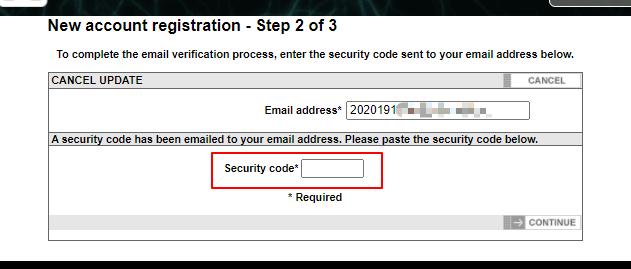 New account registration - Step 2 of 3
To complete the email verification process, enter the security code sent to your email address below.
CANCEL UPDATE CANCEL
Email address* 2020191
A security code has been emailed to your email address. Please paste the security code below.
Security code*
* Required
CONTINUE